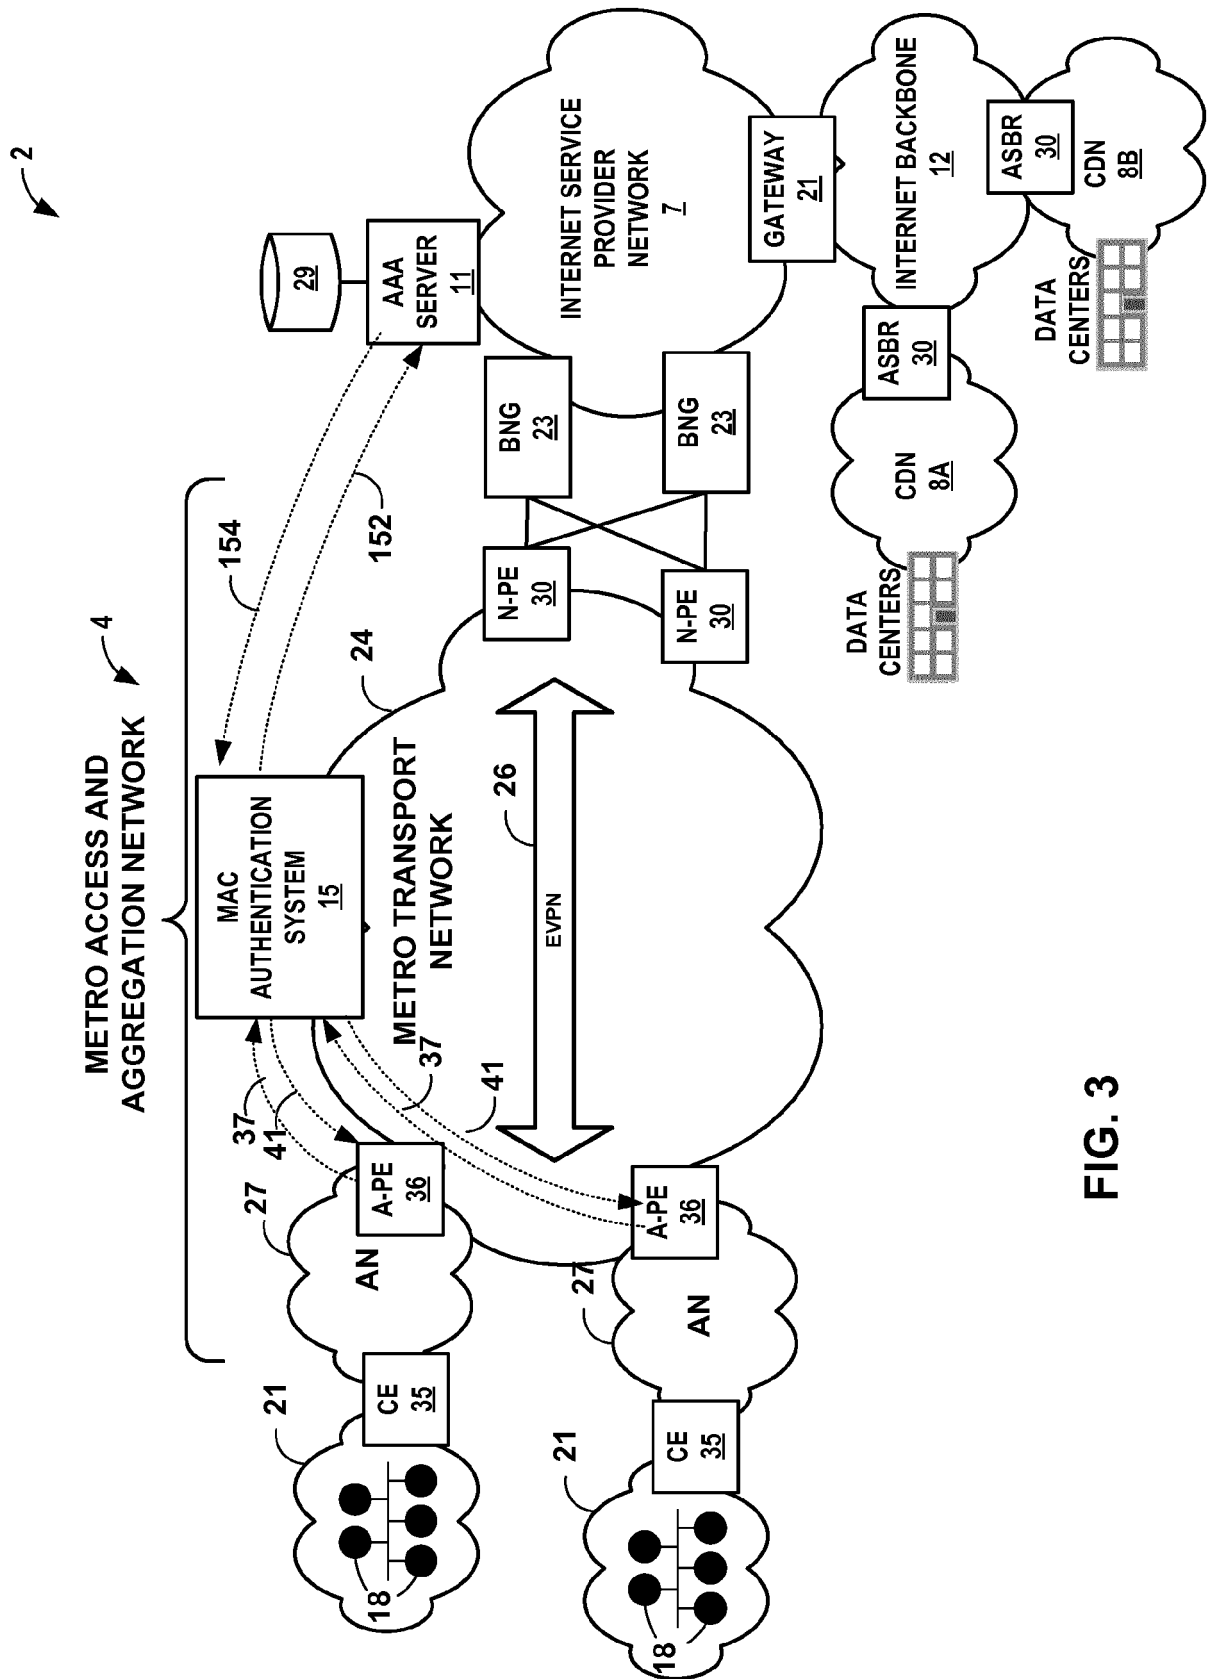 2
METRO ACCESS AND
AGGREGATION NETWORK
4
154
152
29
AAA
SERVER
11
MAC
AUTHENTICATION
SYSTEM
15
24
37
41
METRO TRANSPORT
NETWORK
37
41
26
EVPN
21
18
CE
35
27
AN
A-PE
36
21
18
CE
35
27
AN
A-PE
36
N-PE
30
N-PE
30
BNG
23
BNG
23
INTERNET SERVICE
PROVIDER
NETWORK
7
GATEWAY
21
INTERNET BACKBONE
12
ASBR
30
CDN
8A
DATA
CENTERS
ASBR
30
CDN
8B
DATA
CENTERS
FIG. 3